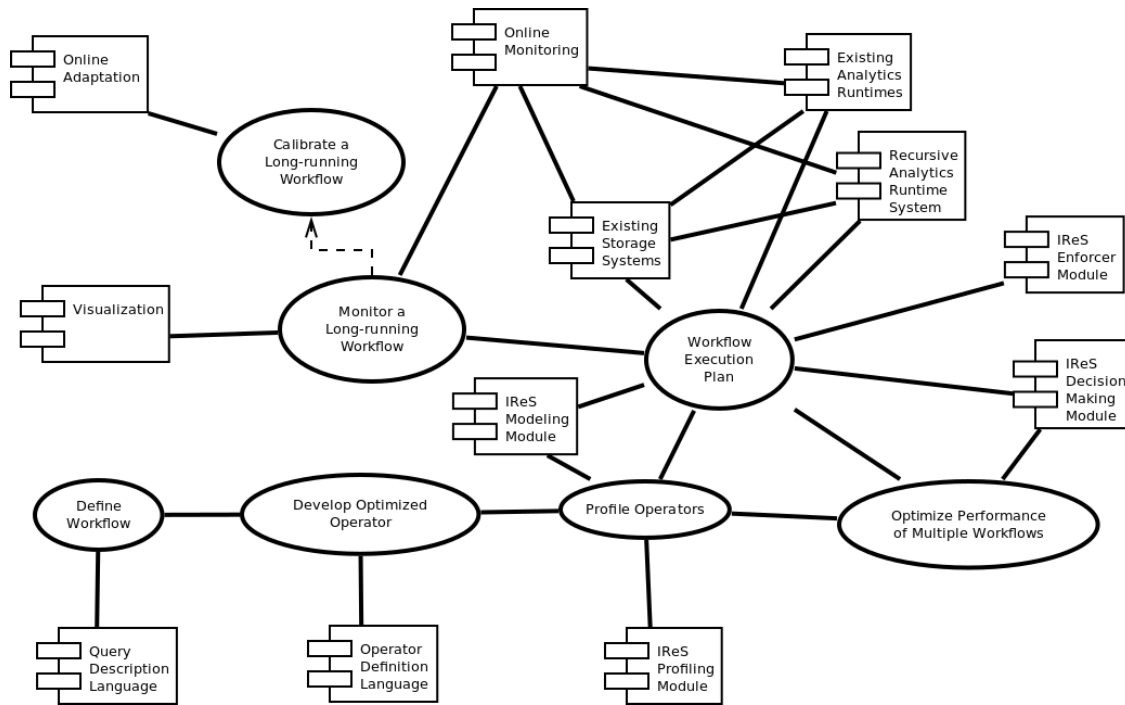 Online
Adaptation
Online
Monitoring
Existing
Analytics
Runtimes
Calibrate a
Long-running
Workflow
Recursive
Analytics
Runtime
System
Existing
Storage
Systems
IReS
Enforcer
Module
Visualization
Monitor a
Long-running
Workflow
Workflow
Execution
Plan
IReS
Decision
Making
Module
IReS
Modeling
Module
Define
Workflow
Develop Optimized
Operator
Profile Operators
Optimize Performance
of Multiple Workflows
Query
Description
Language
Operator
Definition
Language
IReS
Profiling
Module